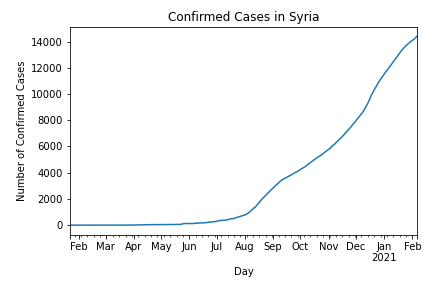 Confirmed Cases in Syria
Number of Confirmed Cases
14000
12000
10000
8000
6000
4000
2000
0
Feb Mar Apr May Jun Jul Aug Sep Oct Nov Dec Jan Feb
2021
Day